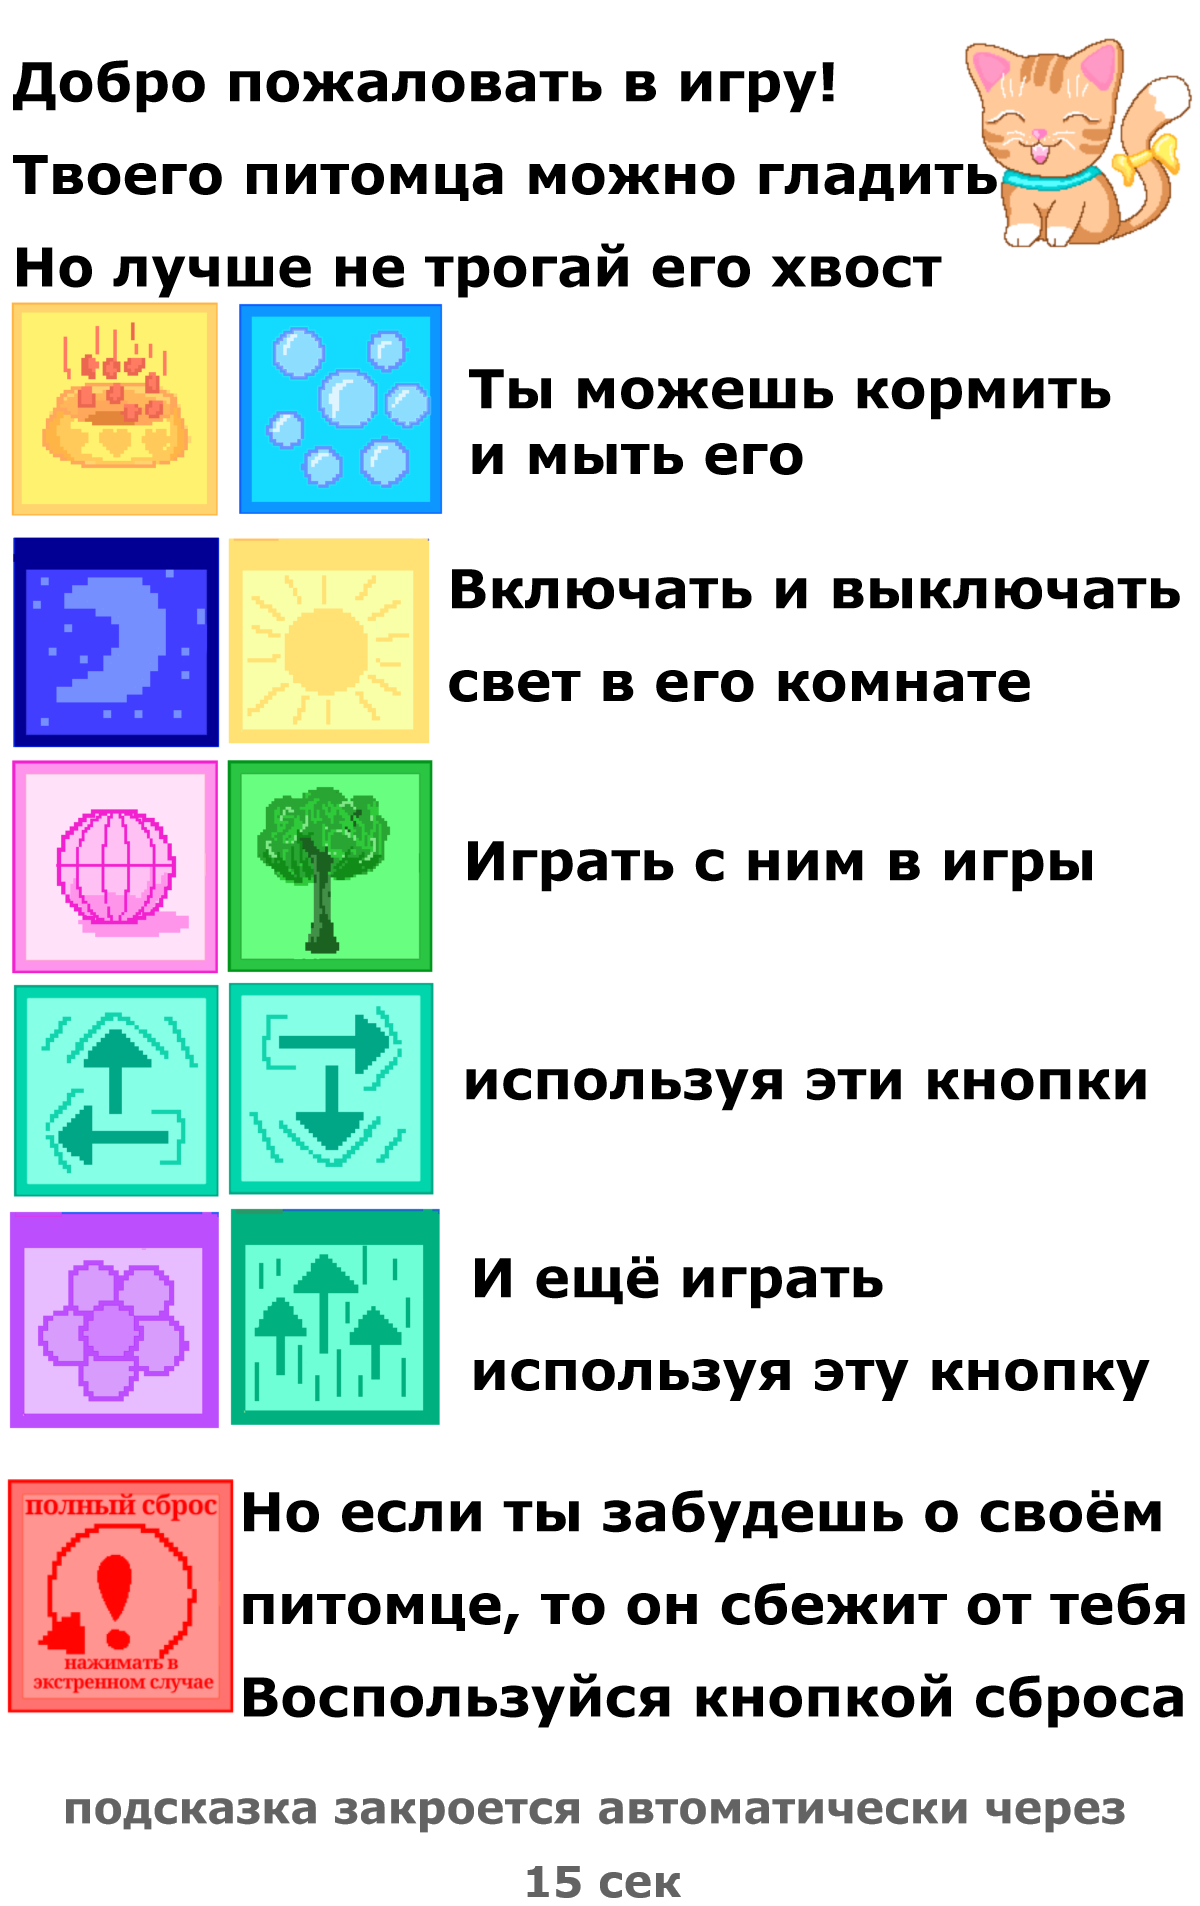 Добро пожаловать в игру!
Твоего питомца можно гладить
Но лучше не трогай его хвост
Ты можешь кормить
и мыть его
Включать и выключать
свет в его комнате
Играть с ним в игры
используя эти кнопки
И ещё играть
используя эту кнопку
полный сброс
нажимать в
экстренном случае
Но если ты забудешь о своём
питомце, то он сбежит от тебя
Воспользуйся кнопкой сброса
подсказка закроется автоматически через
15 сек